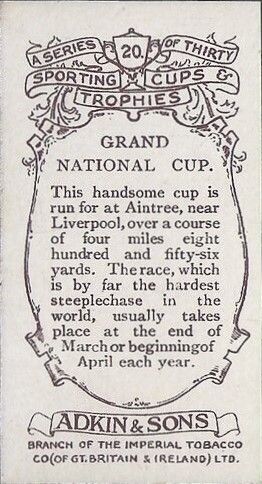 A SERIES 20. OF THIRTY
SPORTING CUPS &
TROPHIES
GRAND
NATIONAL CUP.
This handsome cup is
run for at Aintree, near
Liverpool, over a course
of four miles eight
hundred and fifty-six
yards. The race, which
is by far the hardest
steeplechase in the
world, usually takes
place at the end of
March or beginning of
April each year.
ADKIN & SONS
BRANCH OF THE IMPERIAL TOBACCO
CO (OF GT. BRITAIN & IRELAND) LTD.